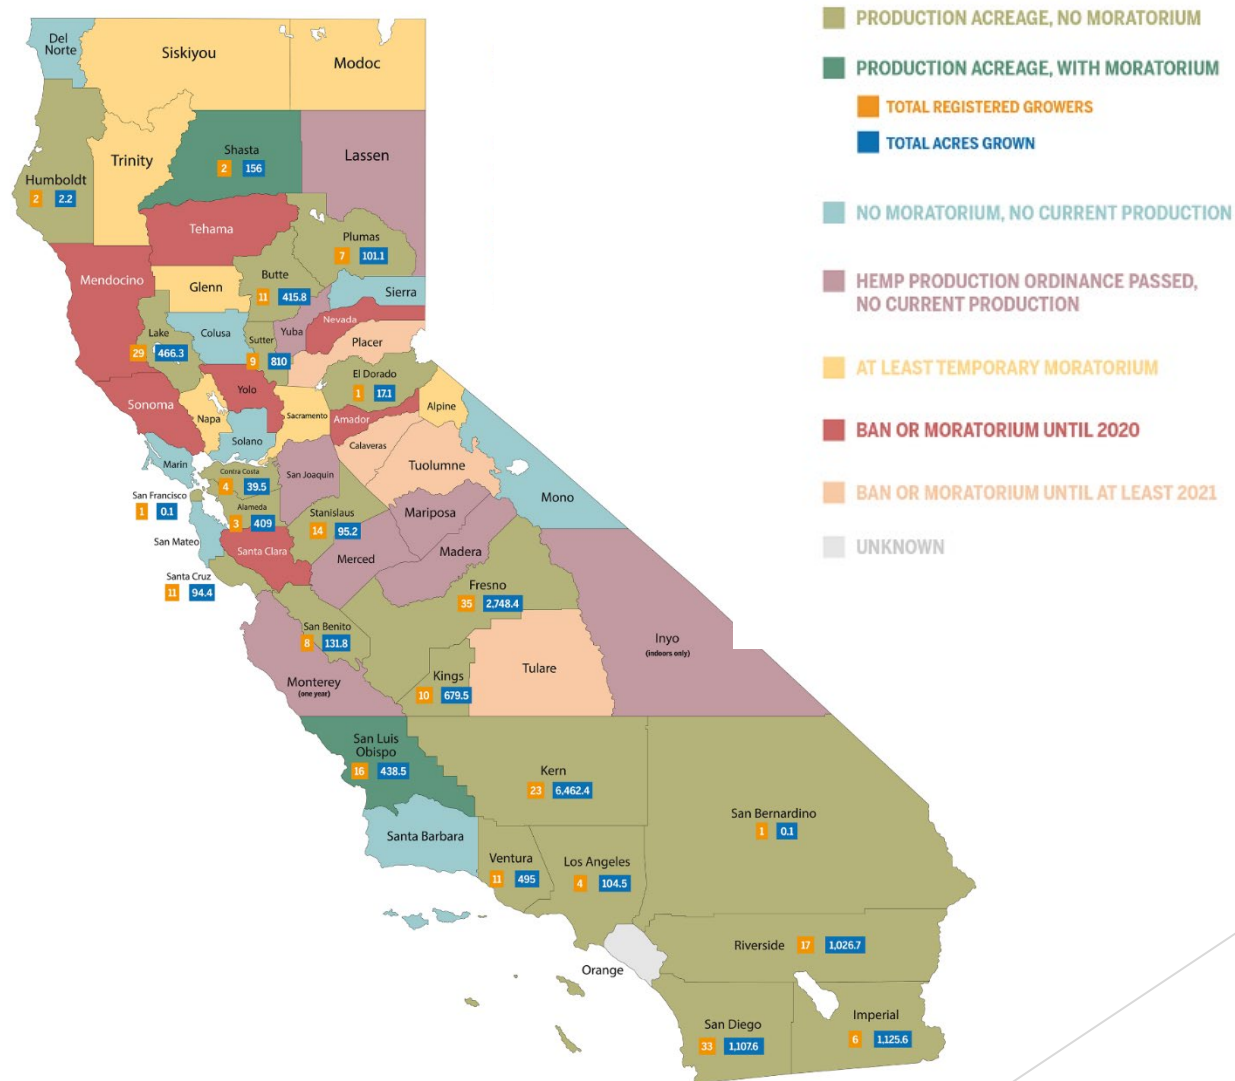 PRODUCTION ACREAGE, NO MORATORIUM
PRODUCTION ACREAGE, WITH MORATORIUM
TOTAL REGISTERED GROWERS
TOTAL ACRES GROWN
NO MORATORIUM, NO CURRENT PRODUCTION
HEMP PRODUCTION ORDINANCE PASSED,
NO CURRENT PRODUCTION
AT LEAST TEMPORARY MORATORIUM
BAN OR MORATORIUM UNTIL 2020
BAN OR MORATORIUM UNTIL AT LEAST 2021
UNKNOWN
Del
Norte
Siskiyou
Modoc
Trinity
Shasta
2 156
Lassen
Humboldt
2 2.2
Tehama
Plumas
7 101.1
Mendocino
Glenn
Butte
11 415.8
Sierra
Lake
29 466.3
Colusa
Sutter
9 810
Yuba
Nevada
Placer
El Dorado
1 17.1
Sonoma
Yolo
Napa
Sacramento
Amador
Alpine
Solano
Calaveras
Tuolumne
Marin
Contra Costa
4 39.5
San Joaquin
Mono
San Francisco
1 0.1
Alameda
3 409
Stanislaus
14 95.2
Mariposa
San Mateo
Santa Clara
Merced
Madera
Santa Cruz
11 94.4
Fresno
35 2,748.4
San Benito
8 131.8
Inyo
(indoors only)
Monterey
(one year)
Kings
10 679.5
Tulare
San Luis
Obispo
16 438.5
Kern
23 6,462.4
San Bernardino
1 0.1
Santa Barbara
Ventura
11 495
Los Angeles
4 104.5
Riverside 17 1,026.7
Orange
San Diego
33 1,107.6
Imperial
6 1,125.6